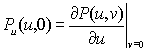 P_u(u,0) = ∂P(u,v)/∂u |_{v=0}